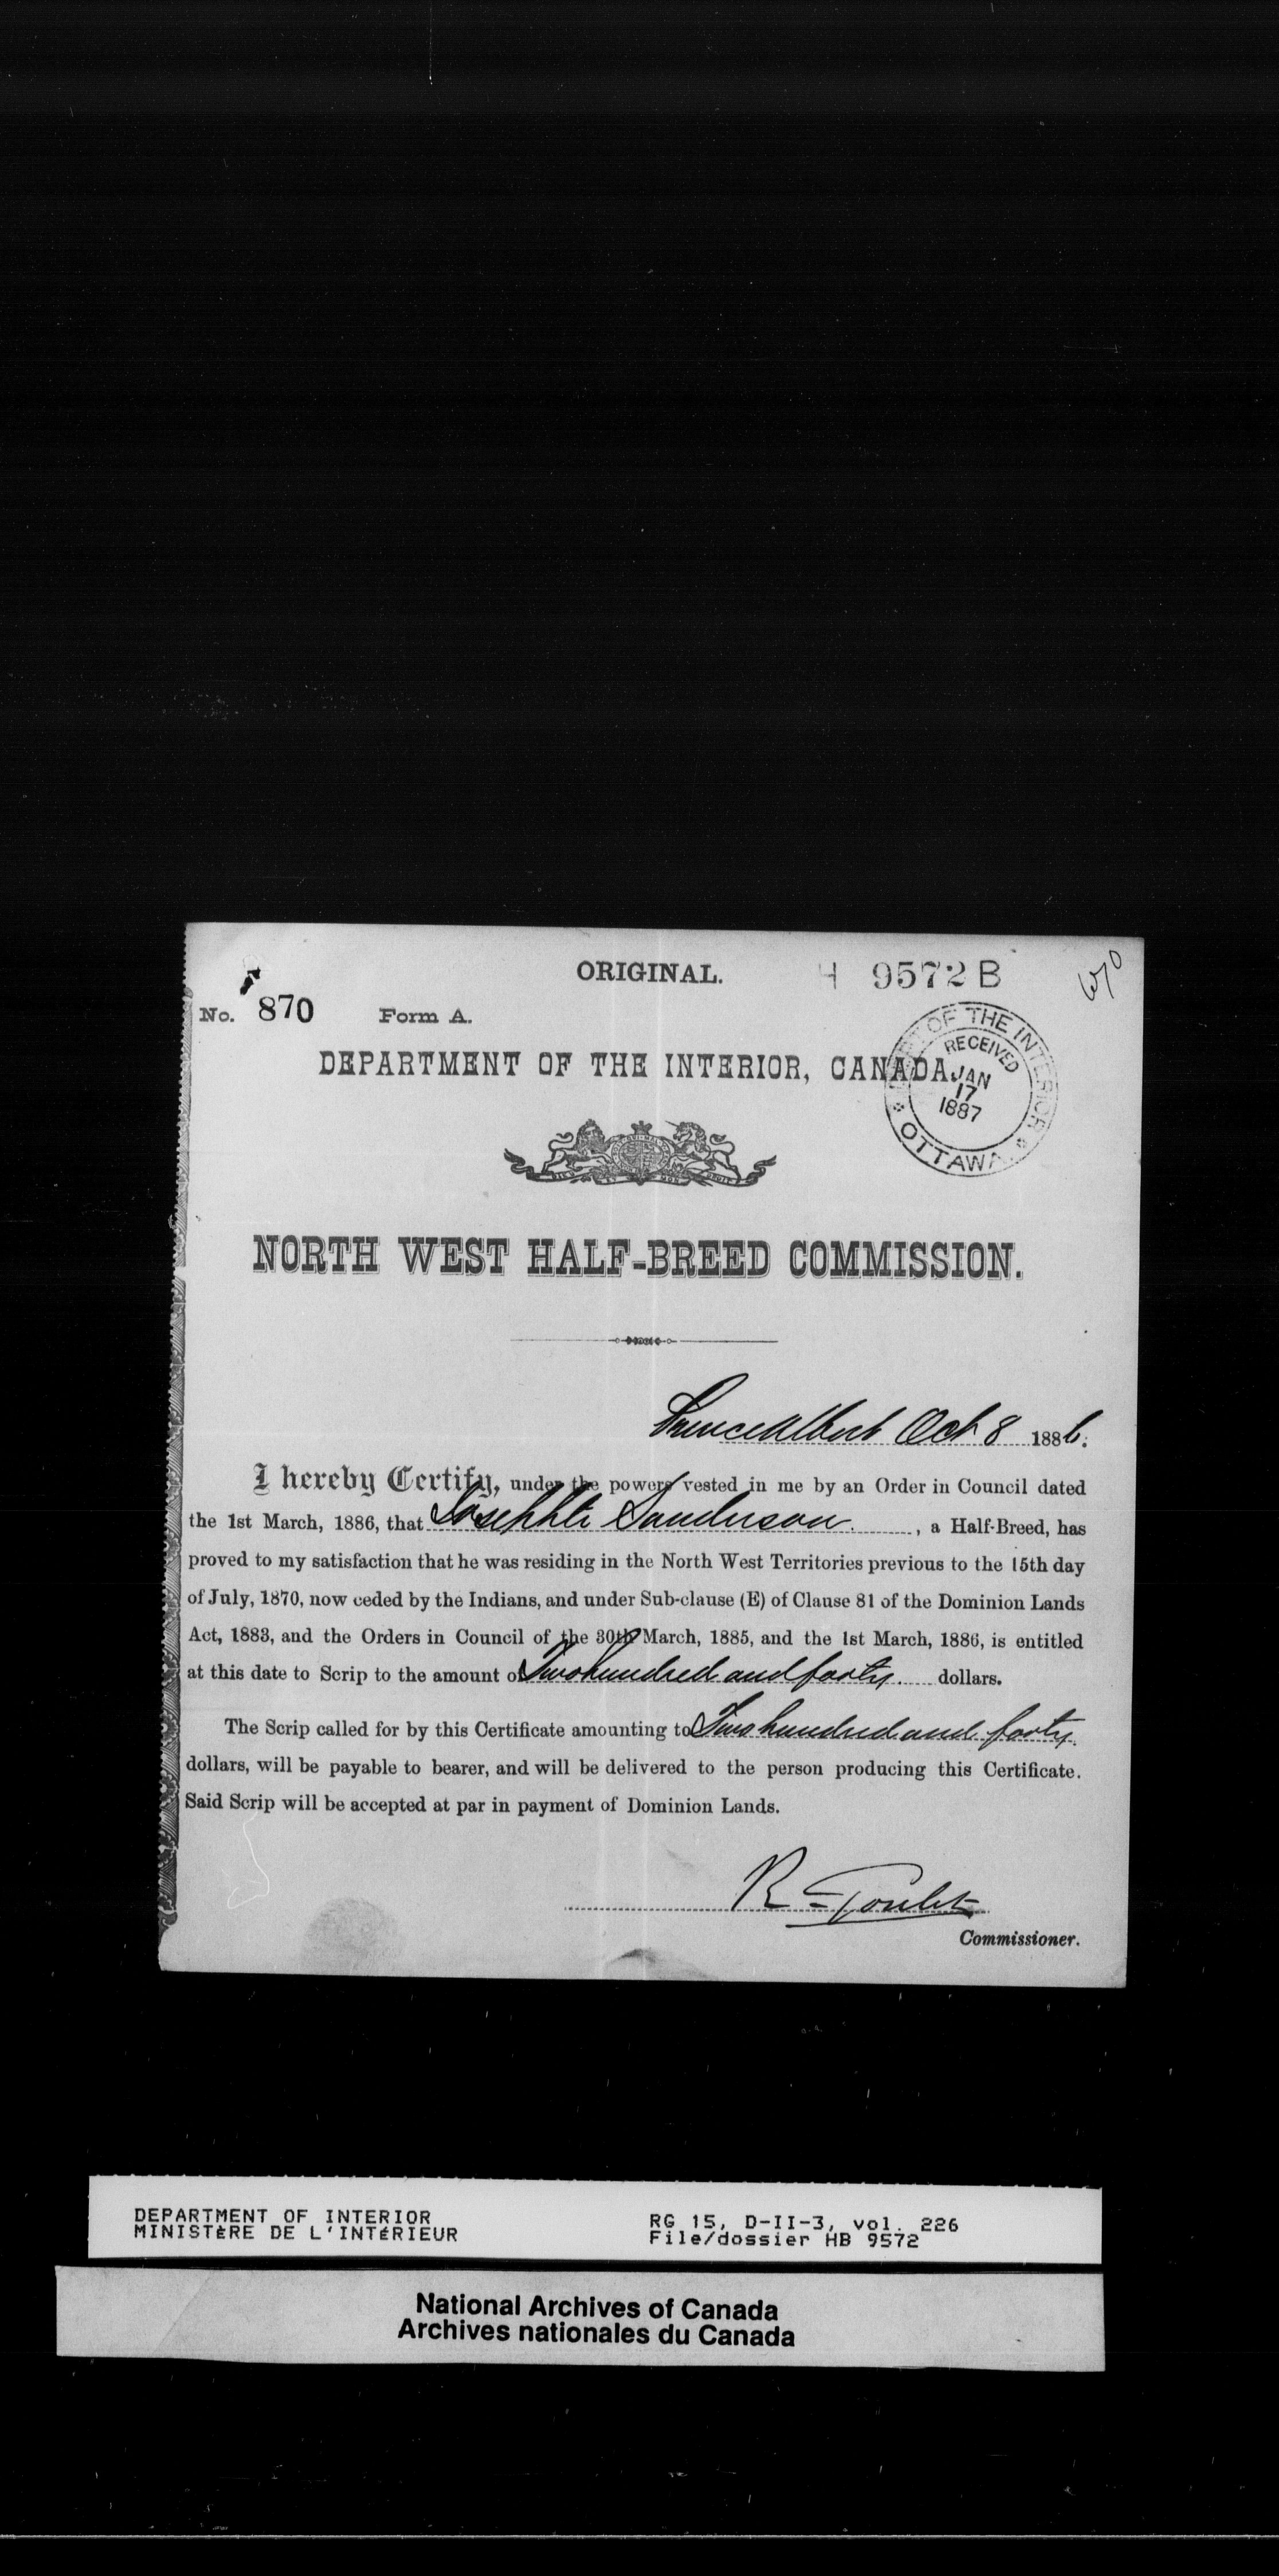 ORIGINAL.
H 9572 B
No. 870 Form A.
DEPARTMENT OF THE INTERIOR, CANADA.
DEPT OF THE INTERIOR
RECEIVED
JAN
17
1887
OTTAWA
NORTH WEST HALF-BREED COMMISSION.
Prince Albert Oct 8 1886.
I hereby Certify, under the powers vested in me by an Order in Council dated
the 1st March, 1886, that Josephte Sanderson, a Half-Breed, has
proved to my satisfaction that he was residing in the North West Territories previous to the 15th day
of July, 1870, now ceded by the Indians, and under Sub-clause (E) of Clause 81 of the Dominion Lands
Act, 1883, and the Orders in Council of the 30th March, 1885, and the 1st March, 1886, is entitled
at this date to Scrip to the amount of Two hundred and forty dollars.
The Scrip called for by this Certificate amounting to Two hundred and forty
dollars, will be payable to bearer, and will be delivered to the person producing this Certificate.
Said Scrip will be accepted at par in payment of Dominion Lands.
R Goulet
Commissioner.
DEPARTMENT OF INTERIOR RG 15, D-II-3, vol. 226
MINISTÈRE DE L'INTÉRIEUR File/dossier HB 9572
National Archives of Canada
Archives nationales du Canada